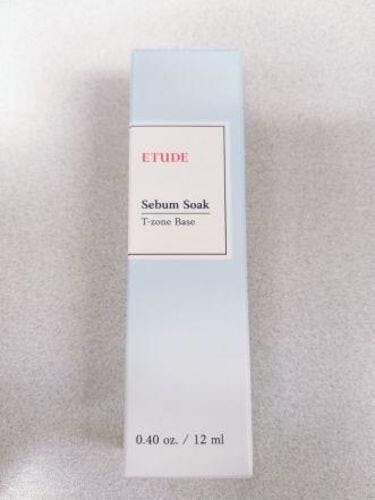 ETUDE
Sebum Soak
T-zone Base
0.40 oz. / 12 ml